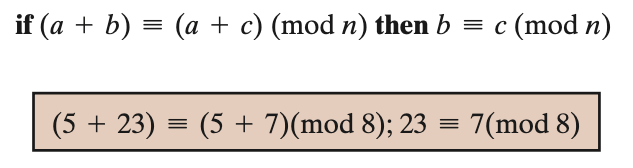 if (a + b) ≡ (a + c) (mod n) then b ≡ c (mod n)
(5 + 23) ≡ (5 + 7)(mod 8); 23 ≡ 7(mod 8)